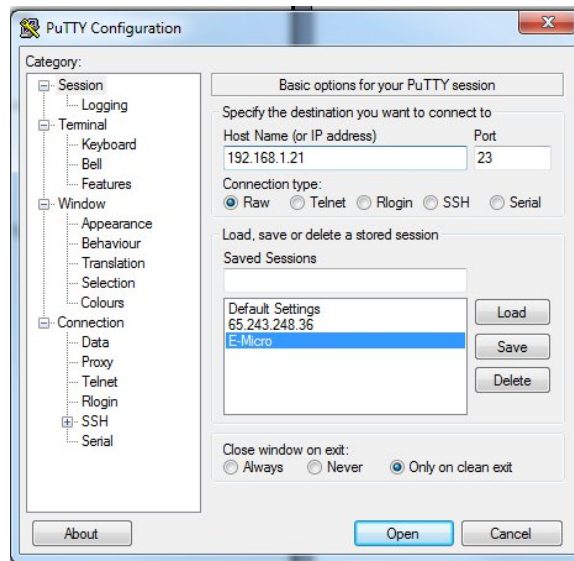 PuTTY Configuration
Category:
Session
Logging
Terminal
Keyboard
Bell
Features
Window
Appearance
Behaviour
Translation
Selection
Colours
Connection
Data
Proxy
Telnet
Rlogin
SSH
Serial
Basic options for your PuTTY session
Specify the destination you want to connect to
Host Name (or IP address) Port
192.168.1.21 23
Connection type:
Raw Telnet Rlogin SSH Serial
Load, save or delete a stored session
Saved Sessions
Default Settings
65.243.248.36
E-Micro
Load
Save
Delete
Close window on exit:
Always Never Only on clean exit
About Open Cancel